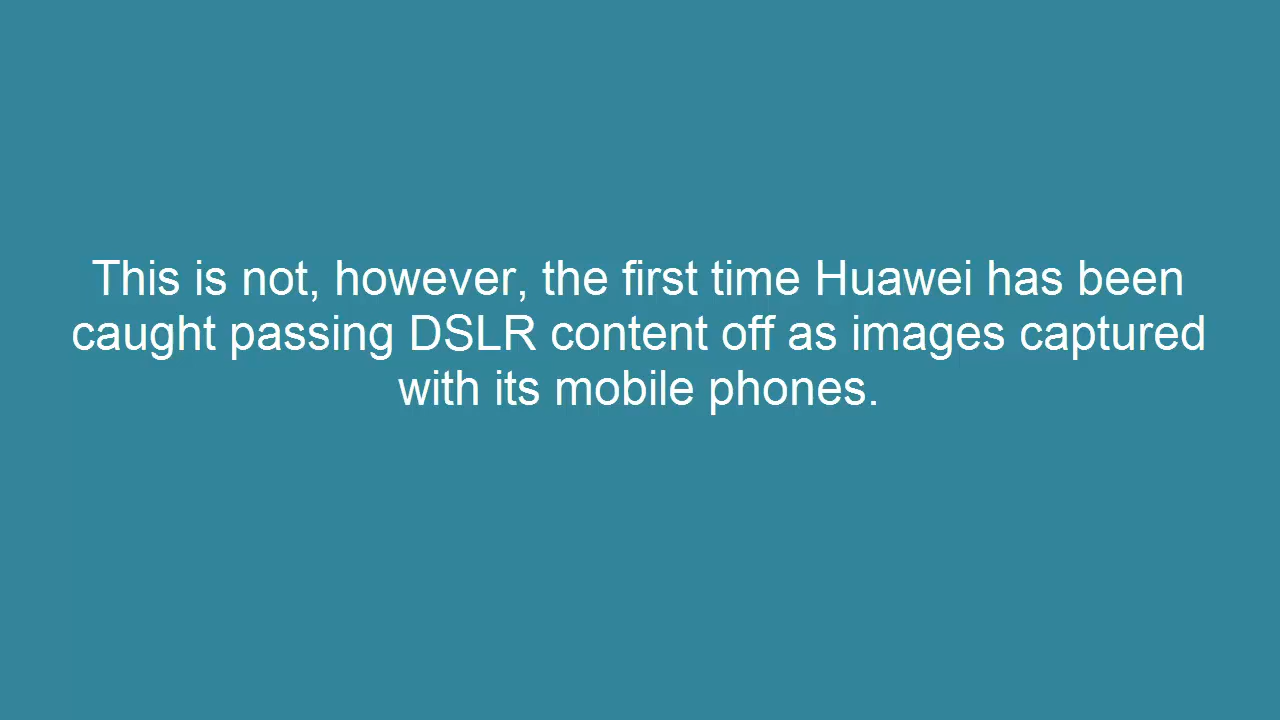 This is not, however, the first time Huawei has been
caught passing DSLR content off as images captured
with its mobile phones.